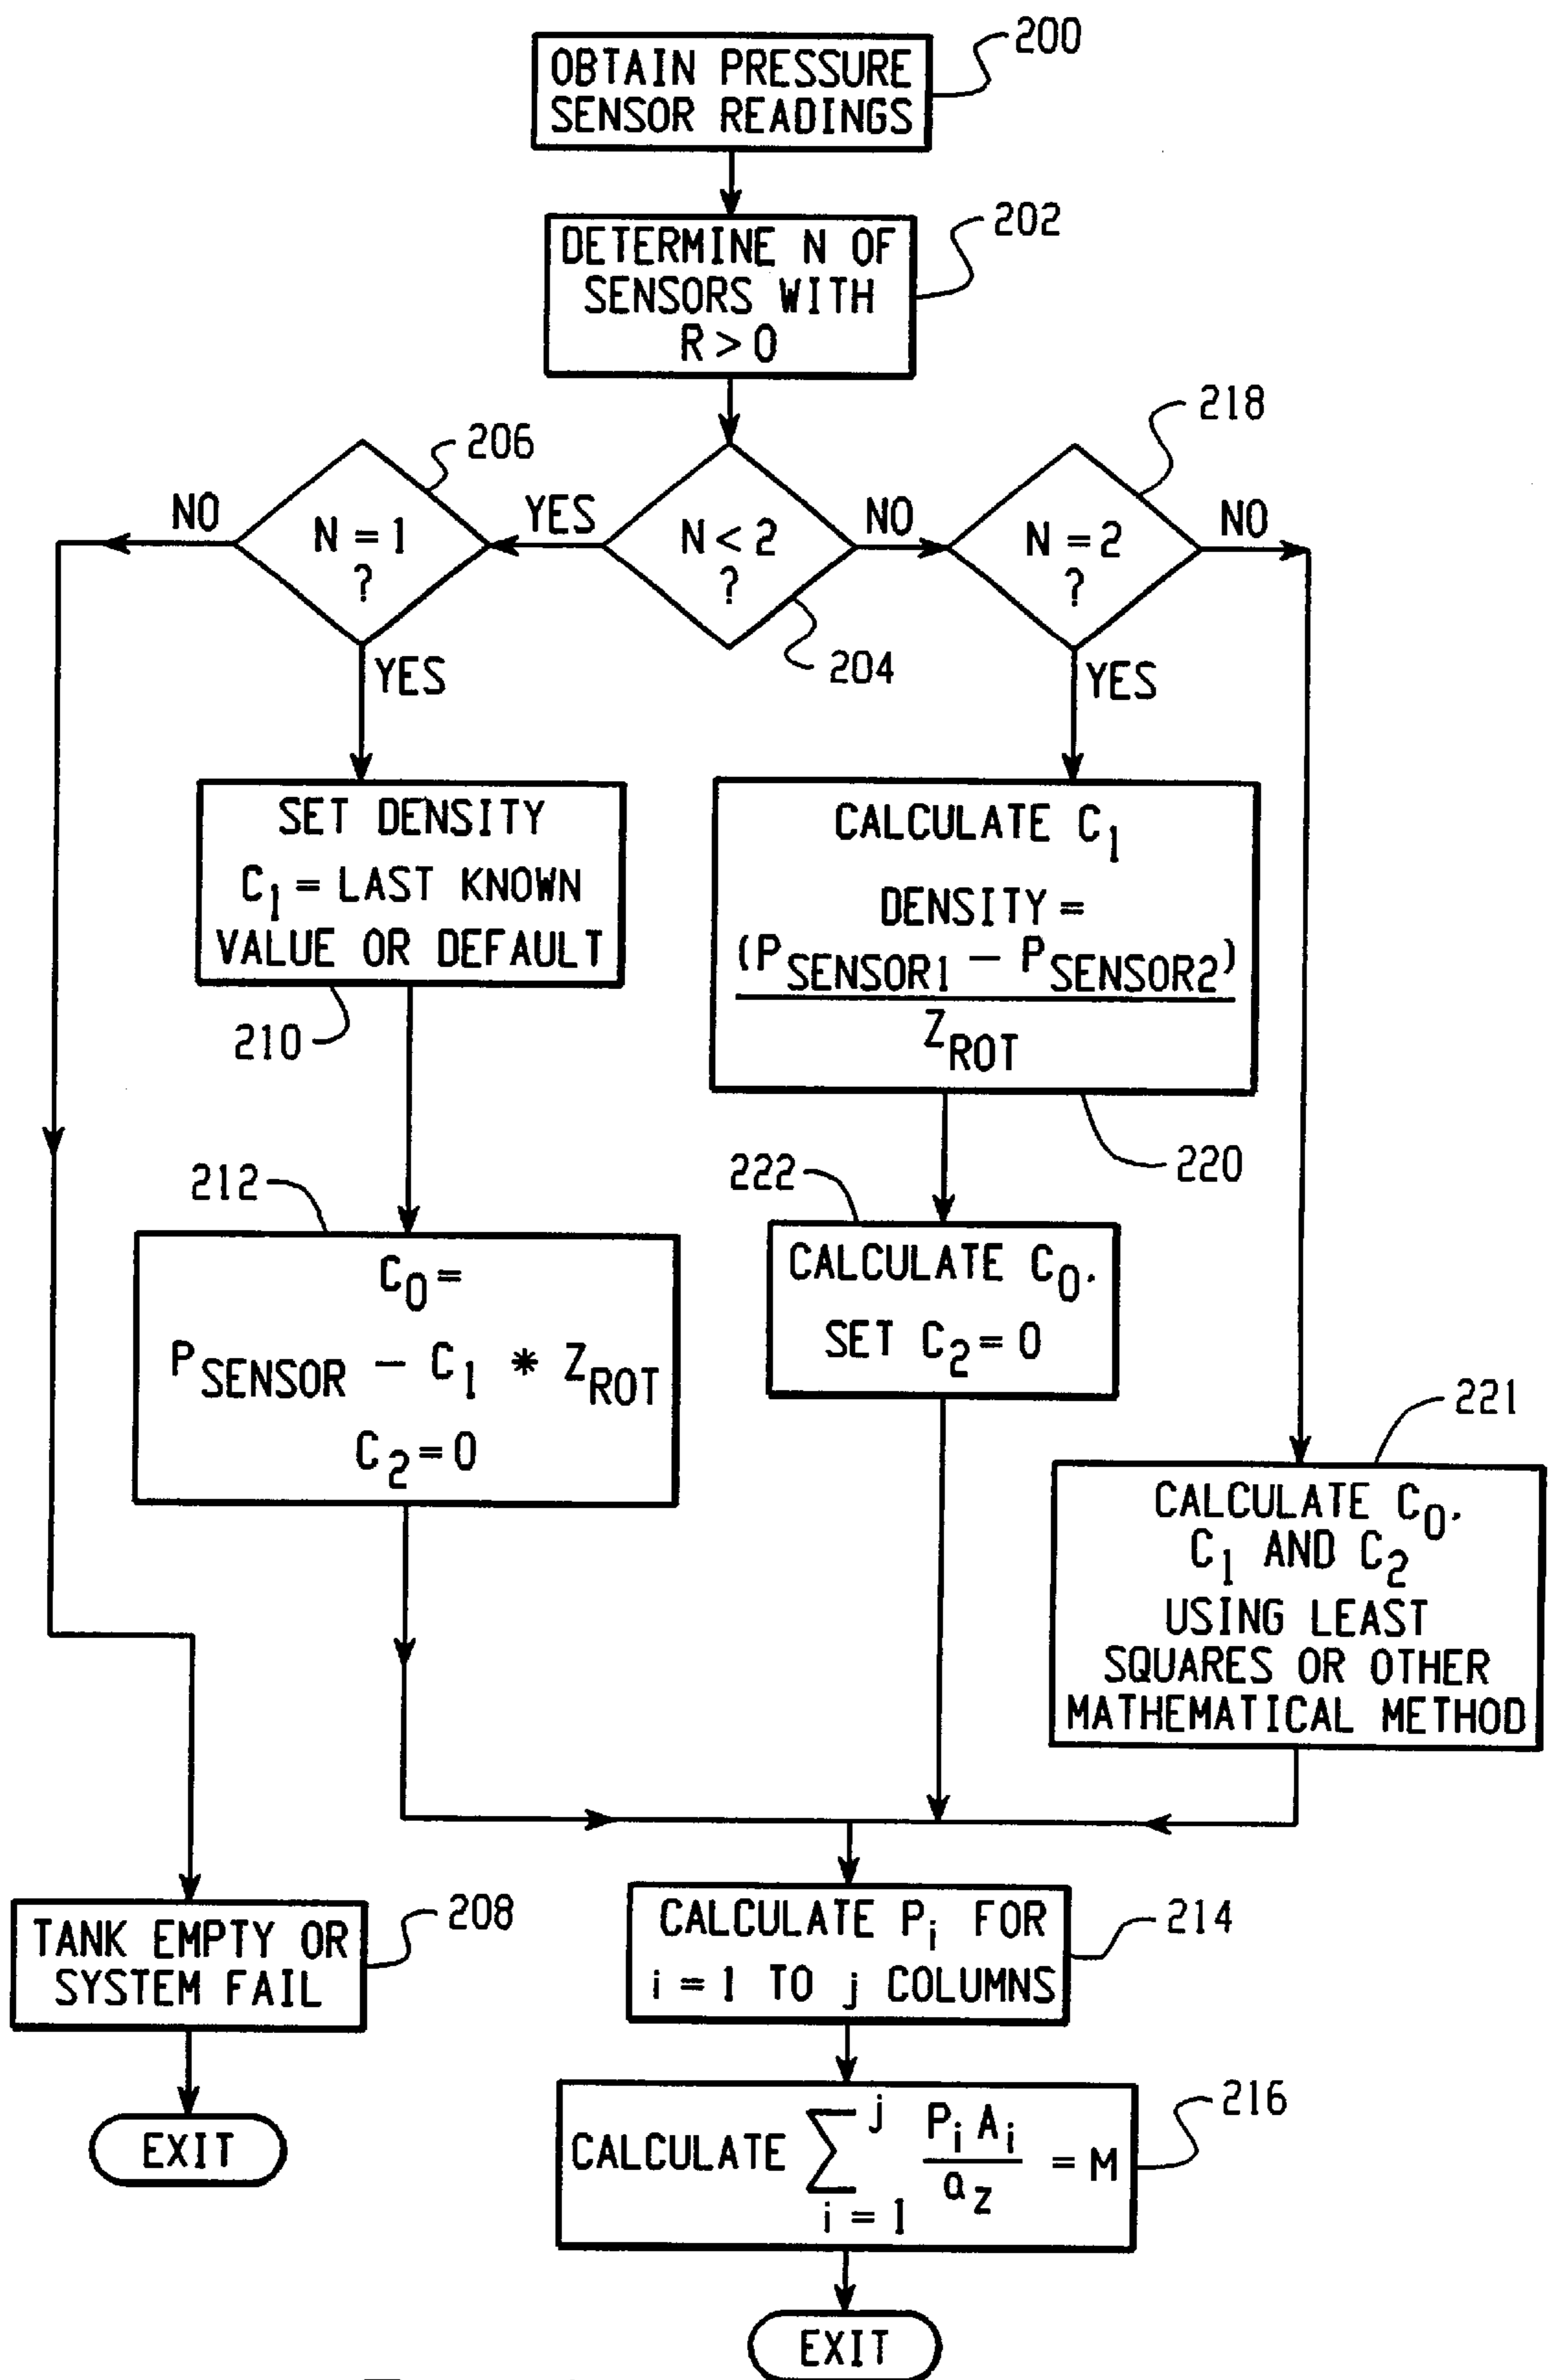 200
OBTAIN PRESSURE
SENSOR READINGS
202
DETERMINE N OF
SENSORS WITH
R > 0
218
206
NO
N = 1
?
YES
N < 2
?
NO
N = 2
?
NO
204
YES
YES
SET DENSITY
C1 = LAST KNOWN
VALUE OR DEFAULT
210
CALCULATE C1
DENSITY =
(PSENSOR1 - PSENSOR2)
ZROT
220
212
C0 =
PSENSOR - C1 * ZROT
C2 = 0
222
CALCULATE C0.
SET C2 = 0
221
CALCULATE C0.
C1 AND C2
USING LEAST
SQUARES OR OTHER
MATHEMATICAL METHOD
TANK EMPTY OR
SYSTEM FAIL
208
EXIT
CALCULATE Pi FOR
i = 1 TO j COLUMNS
214
216
CALCULATE ∑ j i = 1 Pi Ai / az = M
EXIT